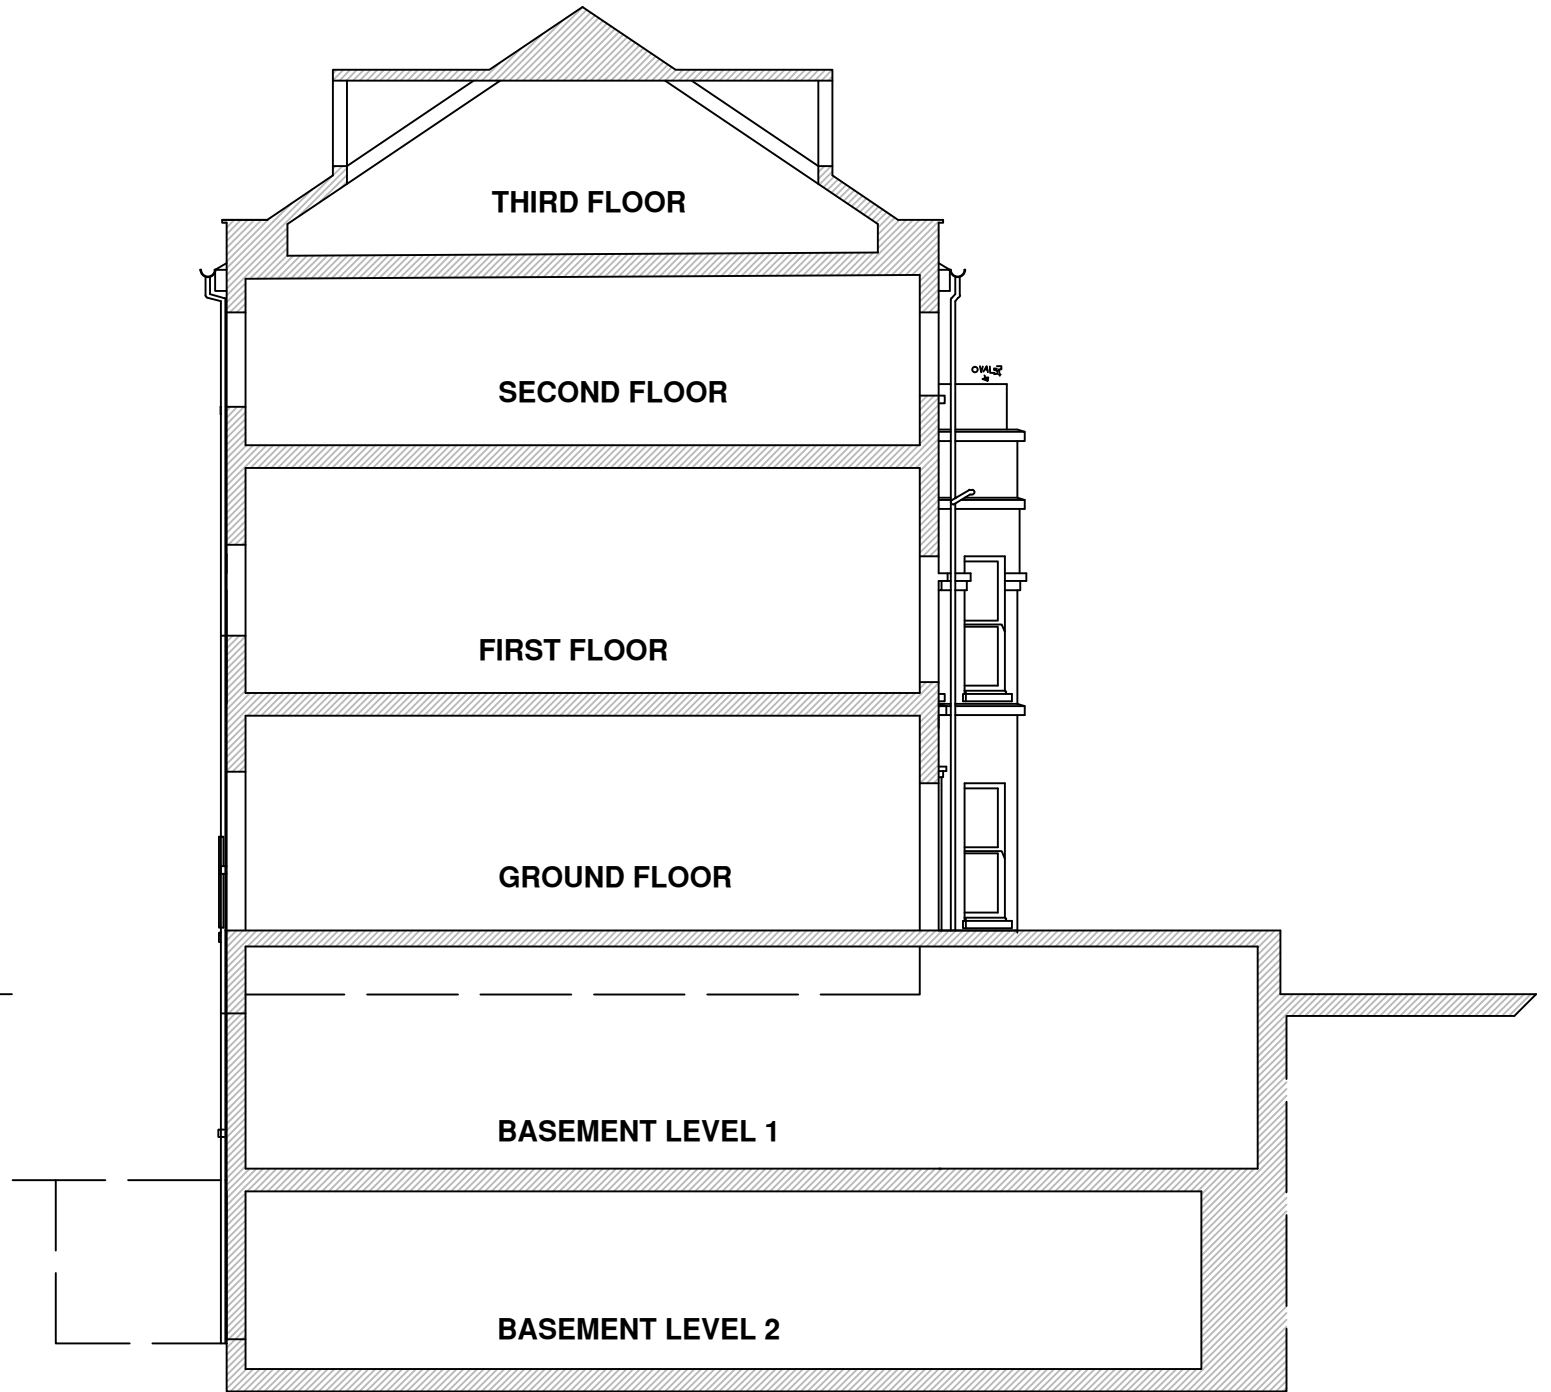 THIRD FLOOR
SECOND FLOOR
FIRST FLOOR
GROUND FLOOR
BASEMENT LEVEL 1
BASEMENT LEVEL 2